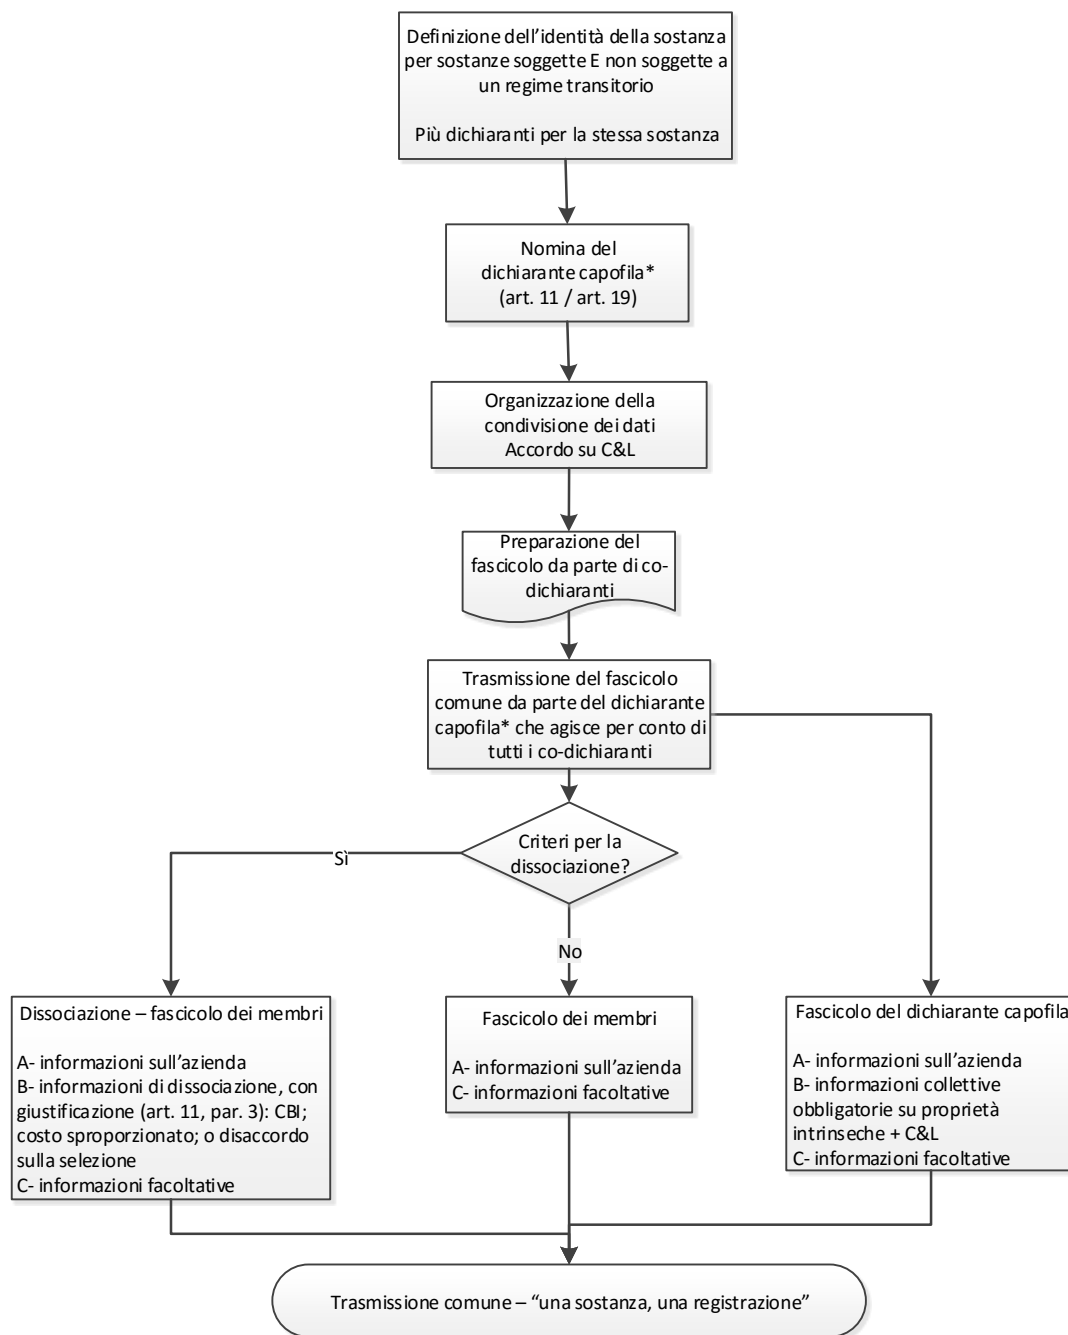 Definizione dell'identità della sostanza
per sostanze soggette E non soggette a
un regime transitorio
Più dichiaranti per la stessa sostanza
Nomina del
dichiarante capofila*
(art. 11 / art. 19)
Organizzazione della
condivisione dei dati
Accordo su C&L
Preparazione del
fascicolo da parte di co-
dichiaranti
Trasmissione del fascicolo
comune da parte del dichiarante
capofila* che agisce per conto di
tutti i co-dichiaranti
Criteri per la
dissociazione?
Sì
No
Dissociazione – fascicolo dei membri
A- informazioni sull'azienda
B- informazioni di dissociazione, con
giustificazione (art. 11, par. 3): CBI;
costo sproporzionato; o disaccordo
sulla selezione
C- informazioni facoltative
Fascicolo dei membri
A- informazioni sull'azienda
C- informazioni facoltative
Fascicolo del dichiarante capofila
A- informazioni sull'azienda
B- informazioni collettive
obbligatorie su proprietà
intrinseche + C&L
C- informazioni facoltative
Trasmissione comune – “una sostanza, una registrazione”